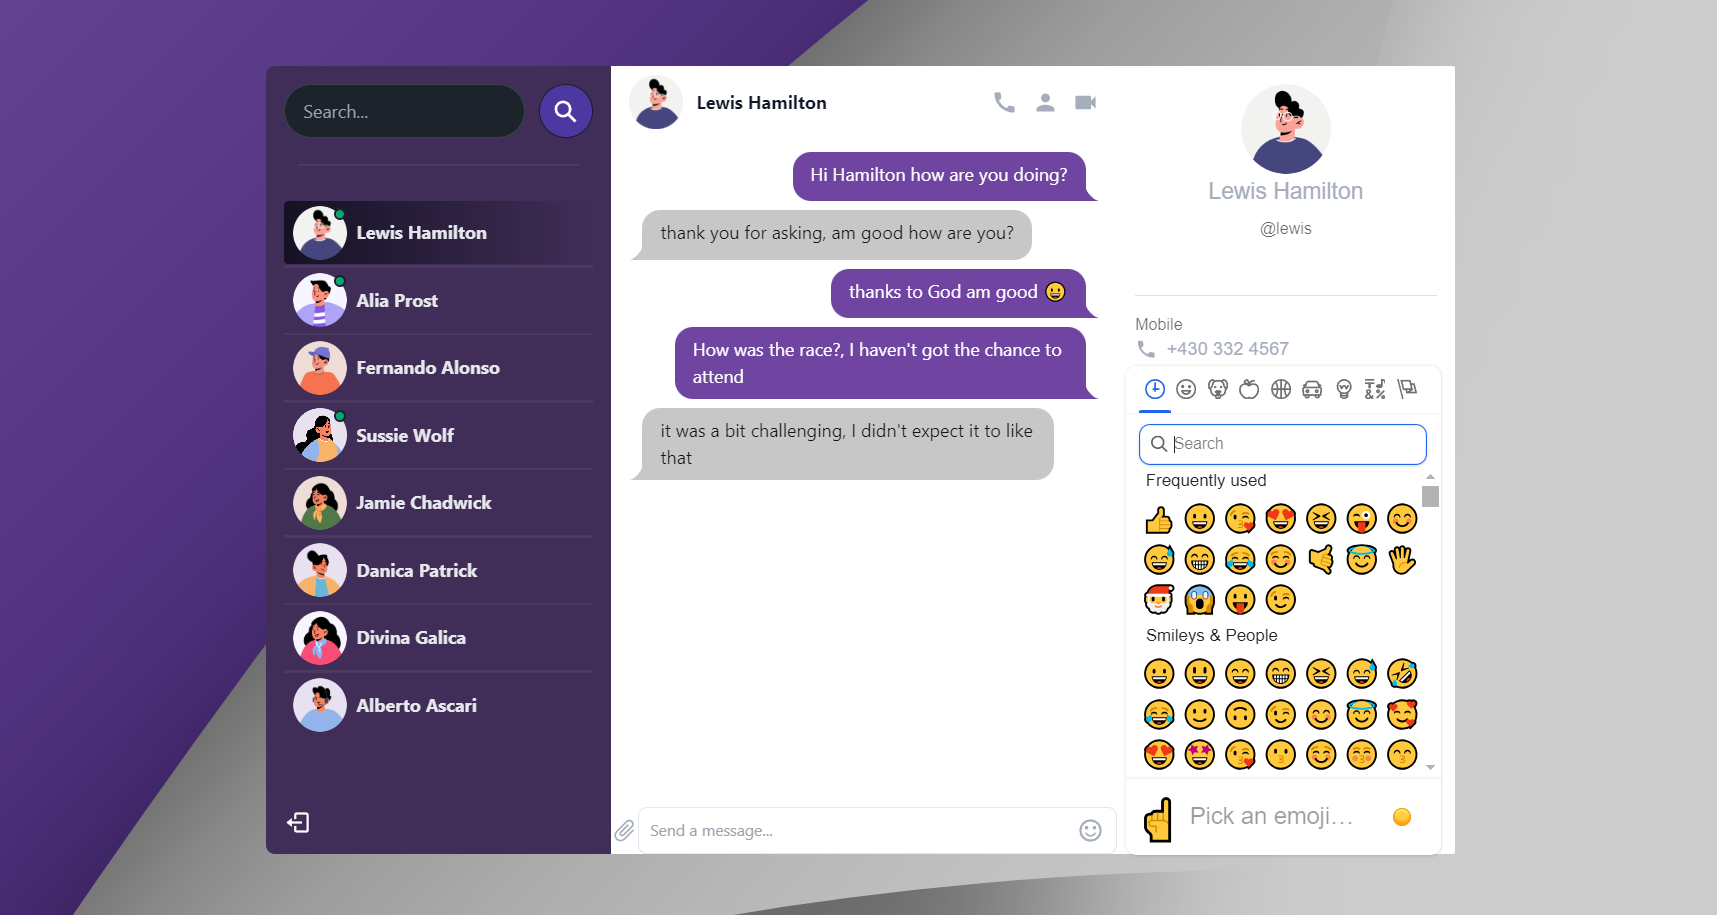 Search...
Lewis Hamilton
Alia Prost
Fernando Alonso
Sussie Wolf
Jamie Chadwick
Danica Patrick
Divina Galica
Alberto Ascari
Lewis Hamilton
Hi Hamilton how are you doing?
thank you for asking, am good how are you?
thanks to God am good 😀
How was the race?, I haven't got the chance to
attend
it was a bit challenging, I didn't expect it to like
that
Send a message...
Lewis Hamilton
@lewis
Mobile
+430 332 4567
Search
Frequently used
Smileys & People
Pick an emoji…